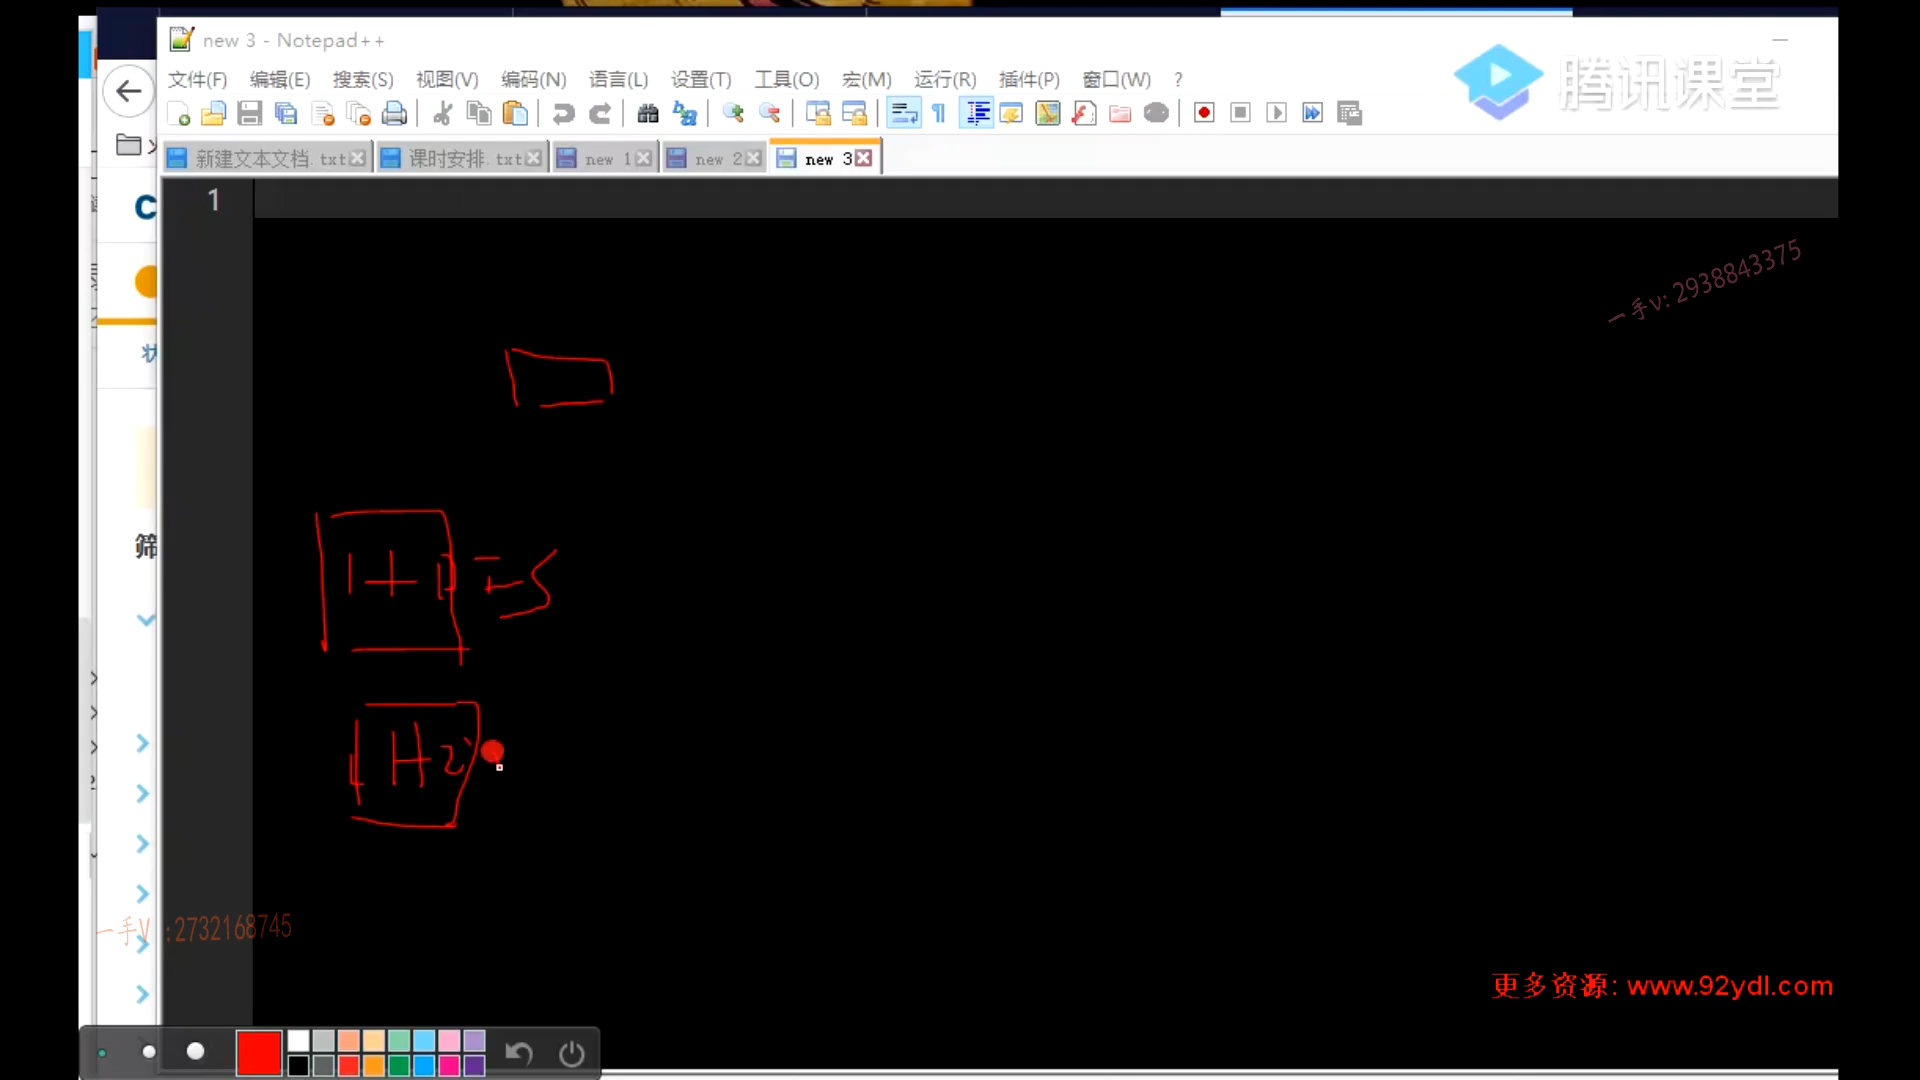 new 3 - Notepad++
文件(F) 编辑(E) 搜索(S) 视图(V) 编码(N) 语言(L) 设置(T) 工具(O) 宏(M) 运行(R) 插件(P) 窗口(W) ?
腾讯课堂
新建文本文档.txt 课时安排.txt new 1 new 2 new 3
1
C
一手v:2938843375
状
筛
1+
1+2
2
一手V :2732168745
更多资源: www.92ydl.com